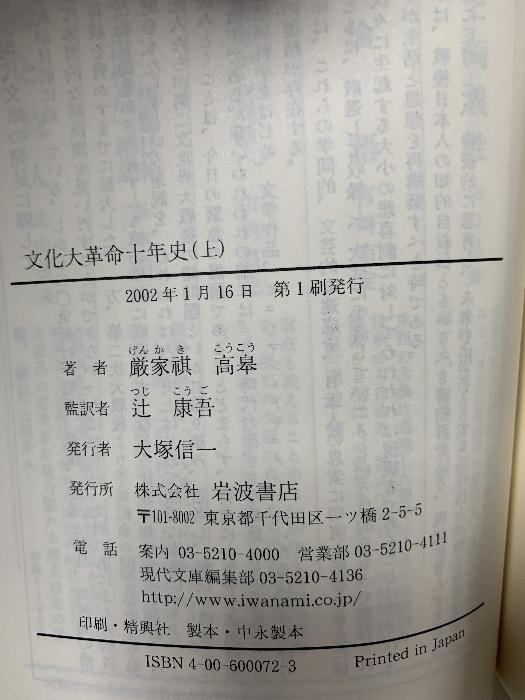 文化大革命十年史(上)
2002年1月16日　第1刷発行
げんかき　こうこう
著者　厳家祺　高皋
つじ　こうご
監訳者　辻　康吾
発行者　大塚信一
発行所　株式会社　岩波書店
〒101-8002 東京都千代田区一ツ橋2-5-5
電話　案内 03-5210-4000　営業部 03-5210-4111
現代文庫編集部 03-5210-4136
http://www.iwanami.co.jp/
印刷・精興社　製本・中永製本
ISBN 4-00-600072-3　Printed in Japan